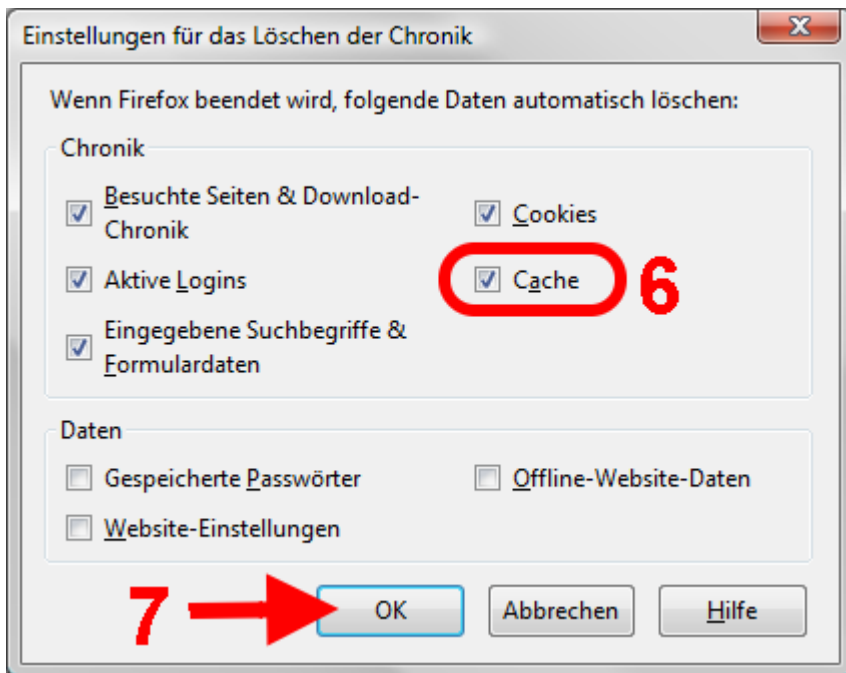 Einstellungen für das Löschen der Chronik
Wenn Firefox beendet wird, folgende Daten automatisch löschen:
Chronik
Besuchte Seiten & Download-
Chronik
Cookies
Aktive Logins
Cache
6
Eingegebene Suchbegriffe &
Formulardaten
Daten
Gespeicherte Passwörter
Offline-Website-Daten
Website-Einstellungen
7
OK
Abbrechen
Hilfe